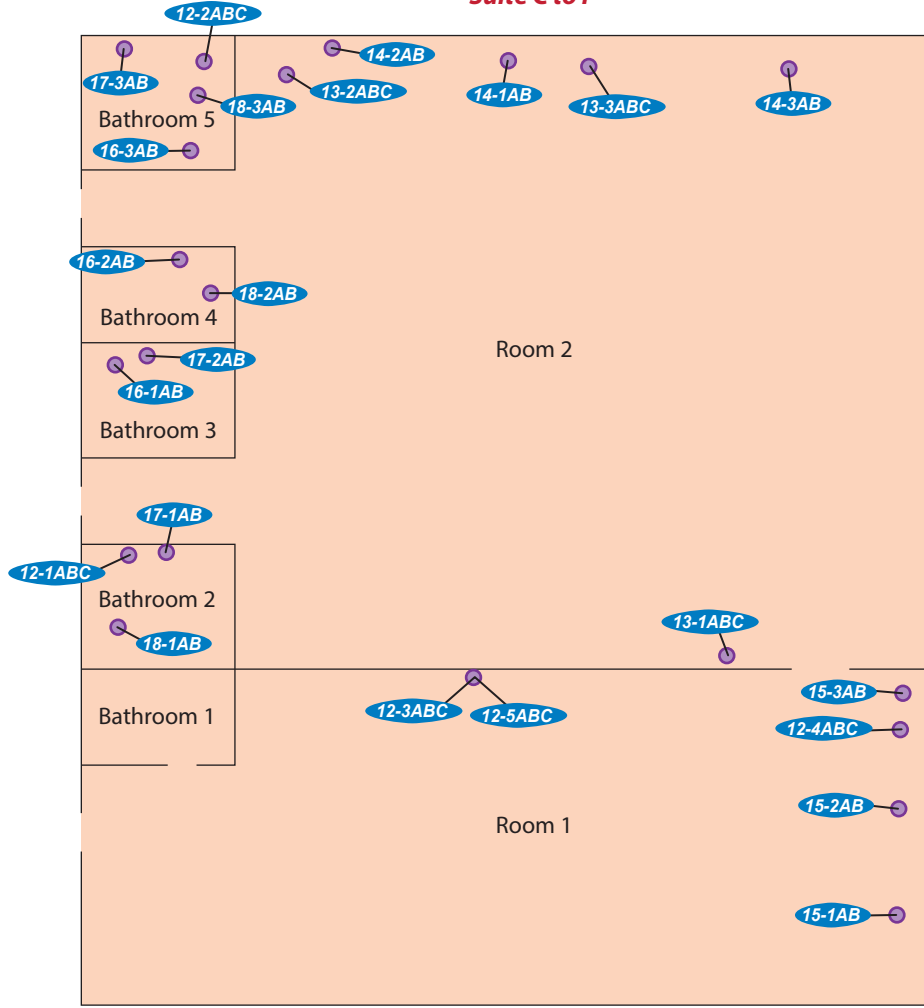 12-2ABC
14-2AB
17-3AB
13-2ABC
14-1AB
18-3AB
13-3ABC
14-3AB
Bathroom 5
16-3AB
16-2AB
18-2AB
Bathroom 4
Room 2
17-2AB
16-1AB
Bathroom 3
17-1AB
12-1ABC
Bathroom 2
13-1ABC
18-1AB
15-3AB
Bathroom 1
12-3ABC
12-5ABC
12-4ABC
15-2AB
Room 1
15-1AB